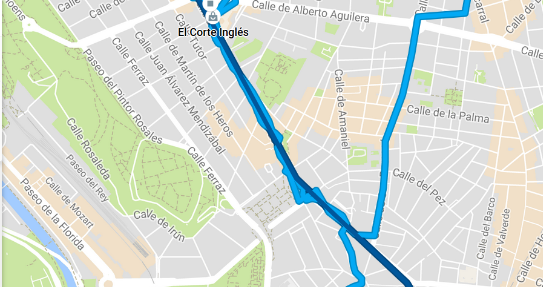 Calle de Alberto Aguilera
El Corte Inglés
Calle Tutor
Calle de Martín de los Heros
Calle Juan Álvarez Mendizábal
Calle Ferraz
Paseo del Pintor Rosales
Calle de Amaniel
Calle de la Palma
Calle Rosaleda
Paseo del Rey
Calle Ferraz
Calle del Pez
Calle de Mozart
Paseo de la Florida
Calle de Irún
Calle del Barco
Calle de Valverde